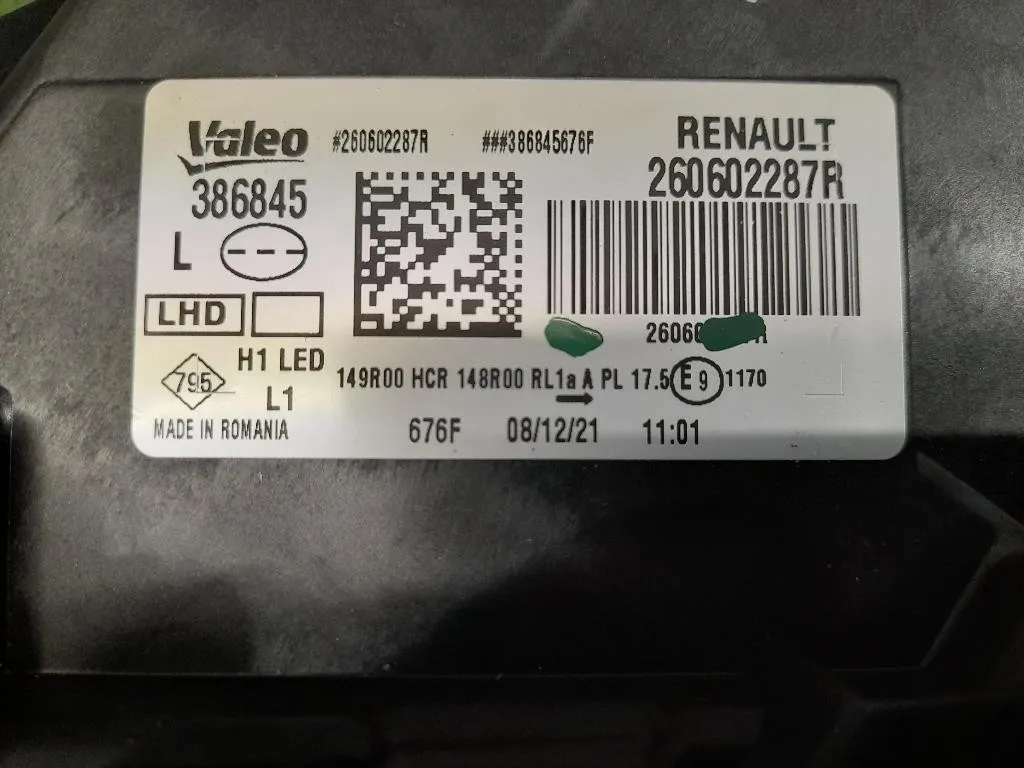 Valeo #260602287R ###386845676F RENAULT
386845 260602287R
L
LHD
26060 R
795 H1 LED
L1
149R00 HCR 148R00 RL1a A PL 17.5 E 9 1170
MADE IN ROMANIA 676F 08/12/21 11:01